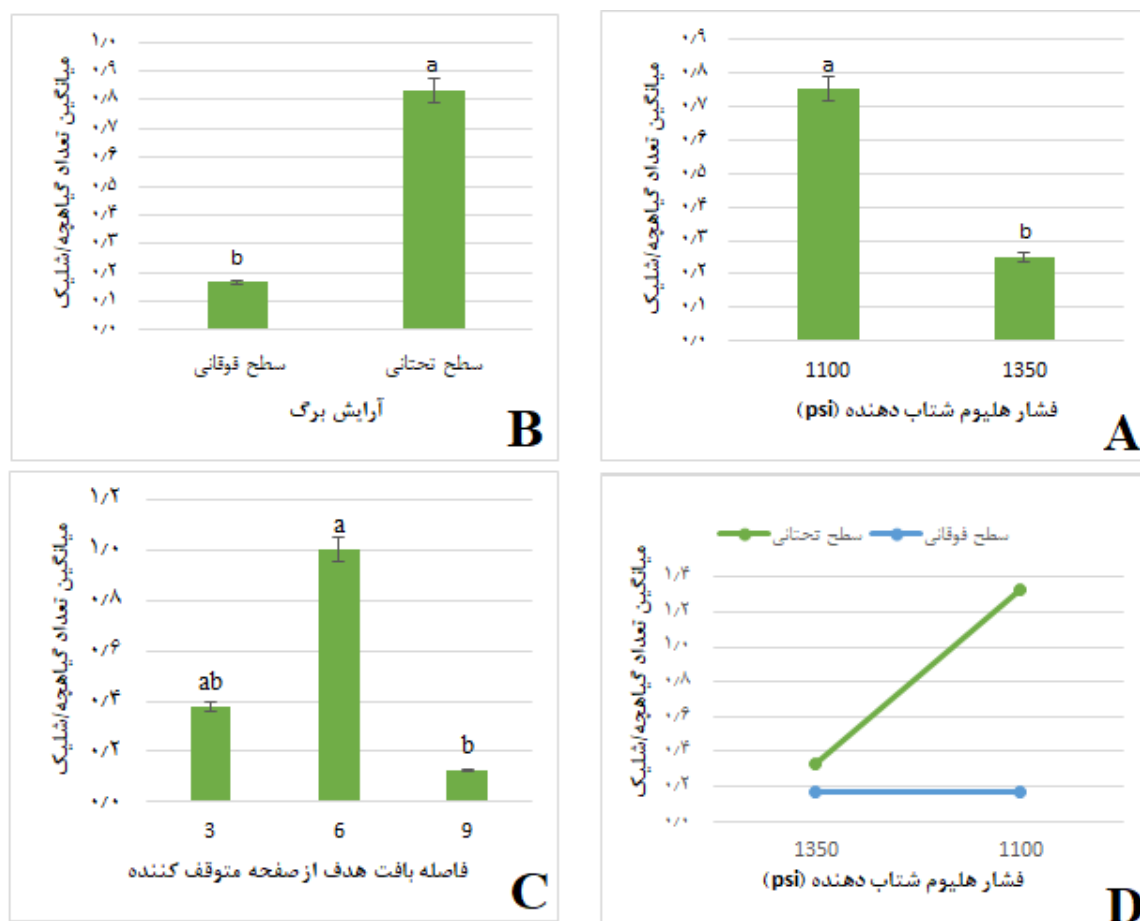 میانگین تعداد گیاهچه/شلیک
۱٫۰
۰٫۹
۰٫۸
۰٫۷
۰٫۶
۰٫۵
۰٫۴
۰٫۳
۰٫۲
۰٫۱
۰٫۰
b
a
سطح فوقانی
سطح تحتانی
آرایش برگ
B
میانگین تعداد گیاهچه/شلیک
۰٫۹
۰٫۸
۰٫۷
۰٫۶
۰٫۵
۰٫۴
۰٫۳
۰٫۲
۰٫۱
۰٫۰
a
b
1100
1350
فشار هلیوم شتاب دهنده (psi)
A
میانگین تعداد گیاهچه/شلیک
۱٫۲
۱٫۰
۰٫۸
۰٫۶
۰٫۴
۰٫۲
۰٫۰
ab
a
b
3
6
9
فاصله بافت هدف از صفحه متوقف کننده
C
سطح تحتانی
سطح فوقانی
میانگین تعداد گیاهچه/شلیک
۱٫۴
۱٫۲
۱٫۰
۰٫۸
۰٫۶
۰٫۴
۰٫۲
۰٫۰
1350
1100
فشار هلیوم شتاب دهنده (psi)
D